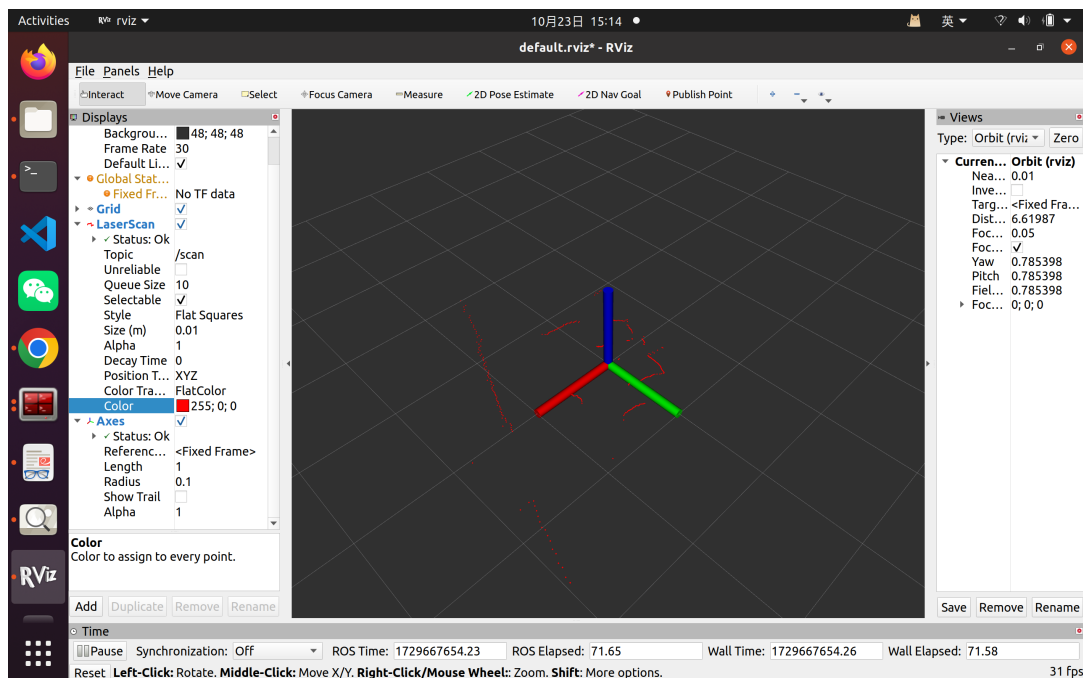 Activities RViz rviz 10月23日 15:14 英
default.rviz* - RViz
File Panels Help
Interact Move Camera Select Focus Camera Measure 2D Pose Estimate 2D Nav Goal Publish Point
Displays
Backgrou... 48; 48; 48
Frame Rate 30
Default Li...
Global Stat...
Fixed Fr... No TF data
Grid
LaserScan
Status: Ok
Topic /scan
Unreliable
Queue Size 10
Selectable
Style Flat Squares
Size (m) 0.01
Alpha 1
Decay Time 0
Position T... XYZ
Color Tra... FlatColor
Color 255; 0; 0
Axes
Status: Ok
Referenc... <Fixed Frame>
Length 1
Radius 0.1
Show Trail
Alpha 1
Color
Color to assign to every point.
Add Duplicate Remove Rename
Views
Type: Orbit (rvi Zero
Curren... Orbit (rviz)
Nea... 0.01
Inve...
Targ... <Fixed Fra...
Dist... 6.61987
Foc... 0.05
Foc...
Yaw 0.785398
Pitch 0.785398
Fiel... 0.785398
Foc... 0; 0; 0
Save Remove Rename
RViz
Time
Pause Synchronization: Off ROS Time: 1729667654.23 ROS Elapsed: 71.65 Wall Time: 1729667654.26 Wall Elapsed: 71.58
Reset Left-Click: Rotate. Middle-Click: Move X/Y. Right-Click/Mouse Wheel:: Zoom. Shift: More options. 31 fps